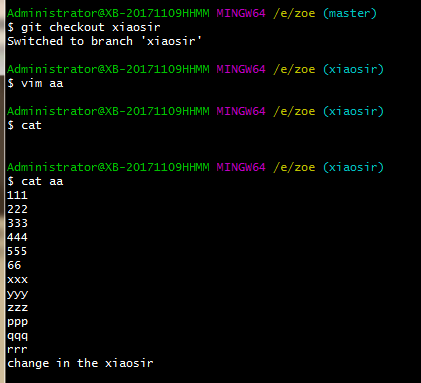 Administrator@XB-20171109HHMM MINGW64 /e/zoe (master)
$ git checkout xiaosir
Switched to branch 'xiaosir'
Administrator@XB-20171109HHMM MINGW64 /e/zoe (xiaosir)
$ vim aa
Administrator@XB-20171109HHMM MINGW64 /e/zoe (xiaosir)
$ cat
Administrator@XB-20171109HHMM MINGW64 /e/zoe (xiaosir)
$ cat aa
111
222
333
444
555
66
xxx
yyy
zzz
ppp
qqq
rrr
change in the xiaosir